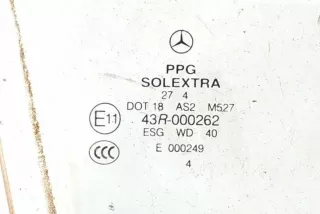 PPG
SOLEXTRA
27 4
DOT 18 AS2 M527
E11 43R-000262
ESG WD 40
CCC E 000249
4